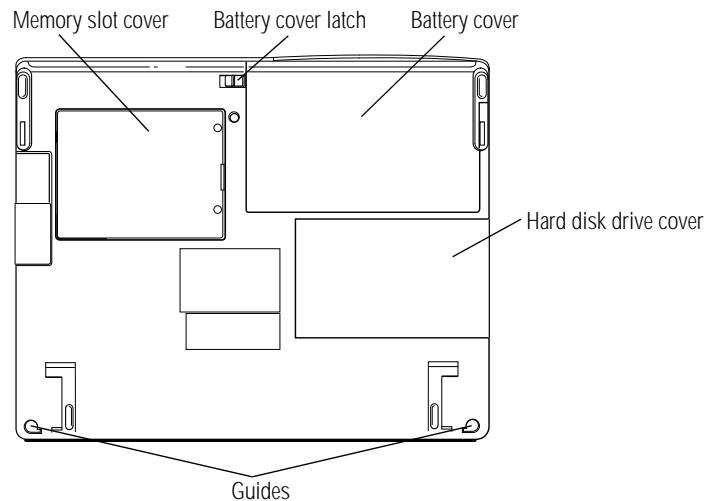 Memory slot cover
Battery cover latch
Battery cover
Hard disk drive cover
Guides